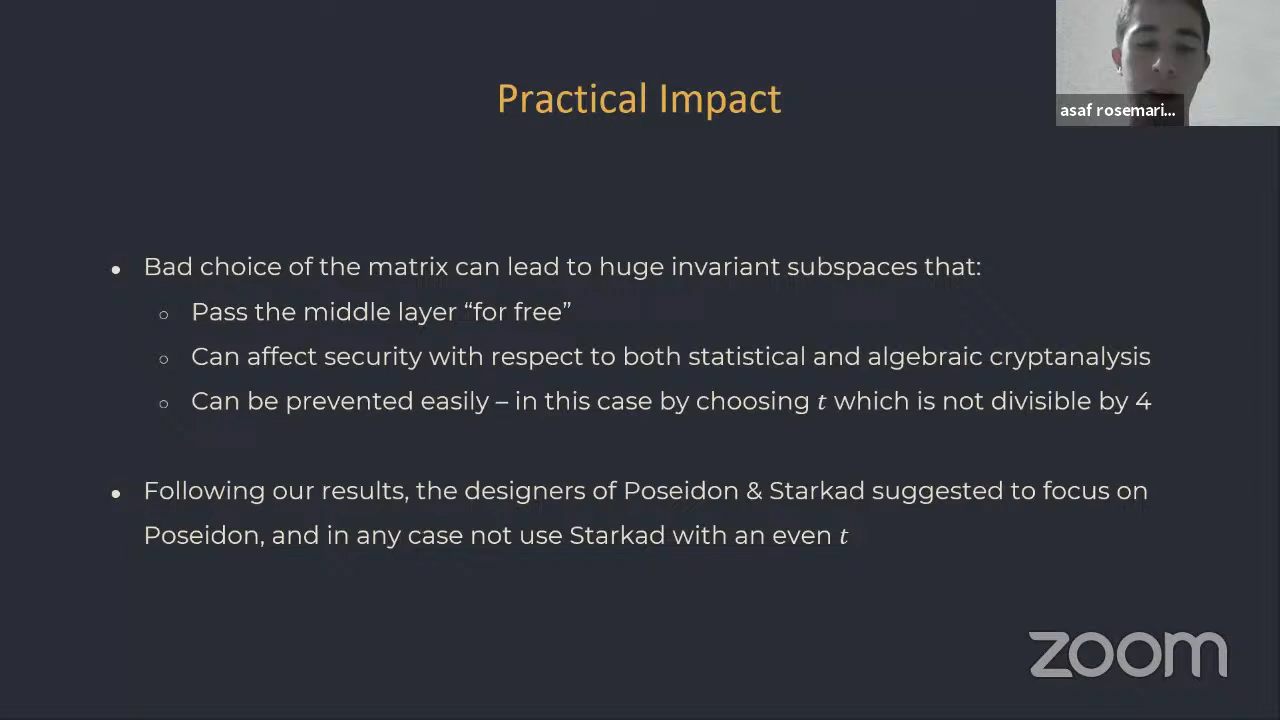 Practical Impact
asaf rosemari...
• Bad choice of the matrix can lead to huge invariant subspaces that:
○ Pass the middle layer “for free”
○ Can affect security with respect to both statistical and algebraic cryptanalysis
○ Can be prevented easily – in this case by choosing t which is not divisible by 4
• Following our results, the designers of Poseidon & Starkad suggested to focus on
Poseidon, and in any case not use Starkad with an even t
zoom